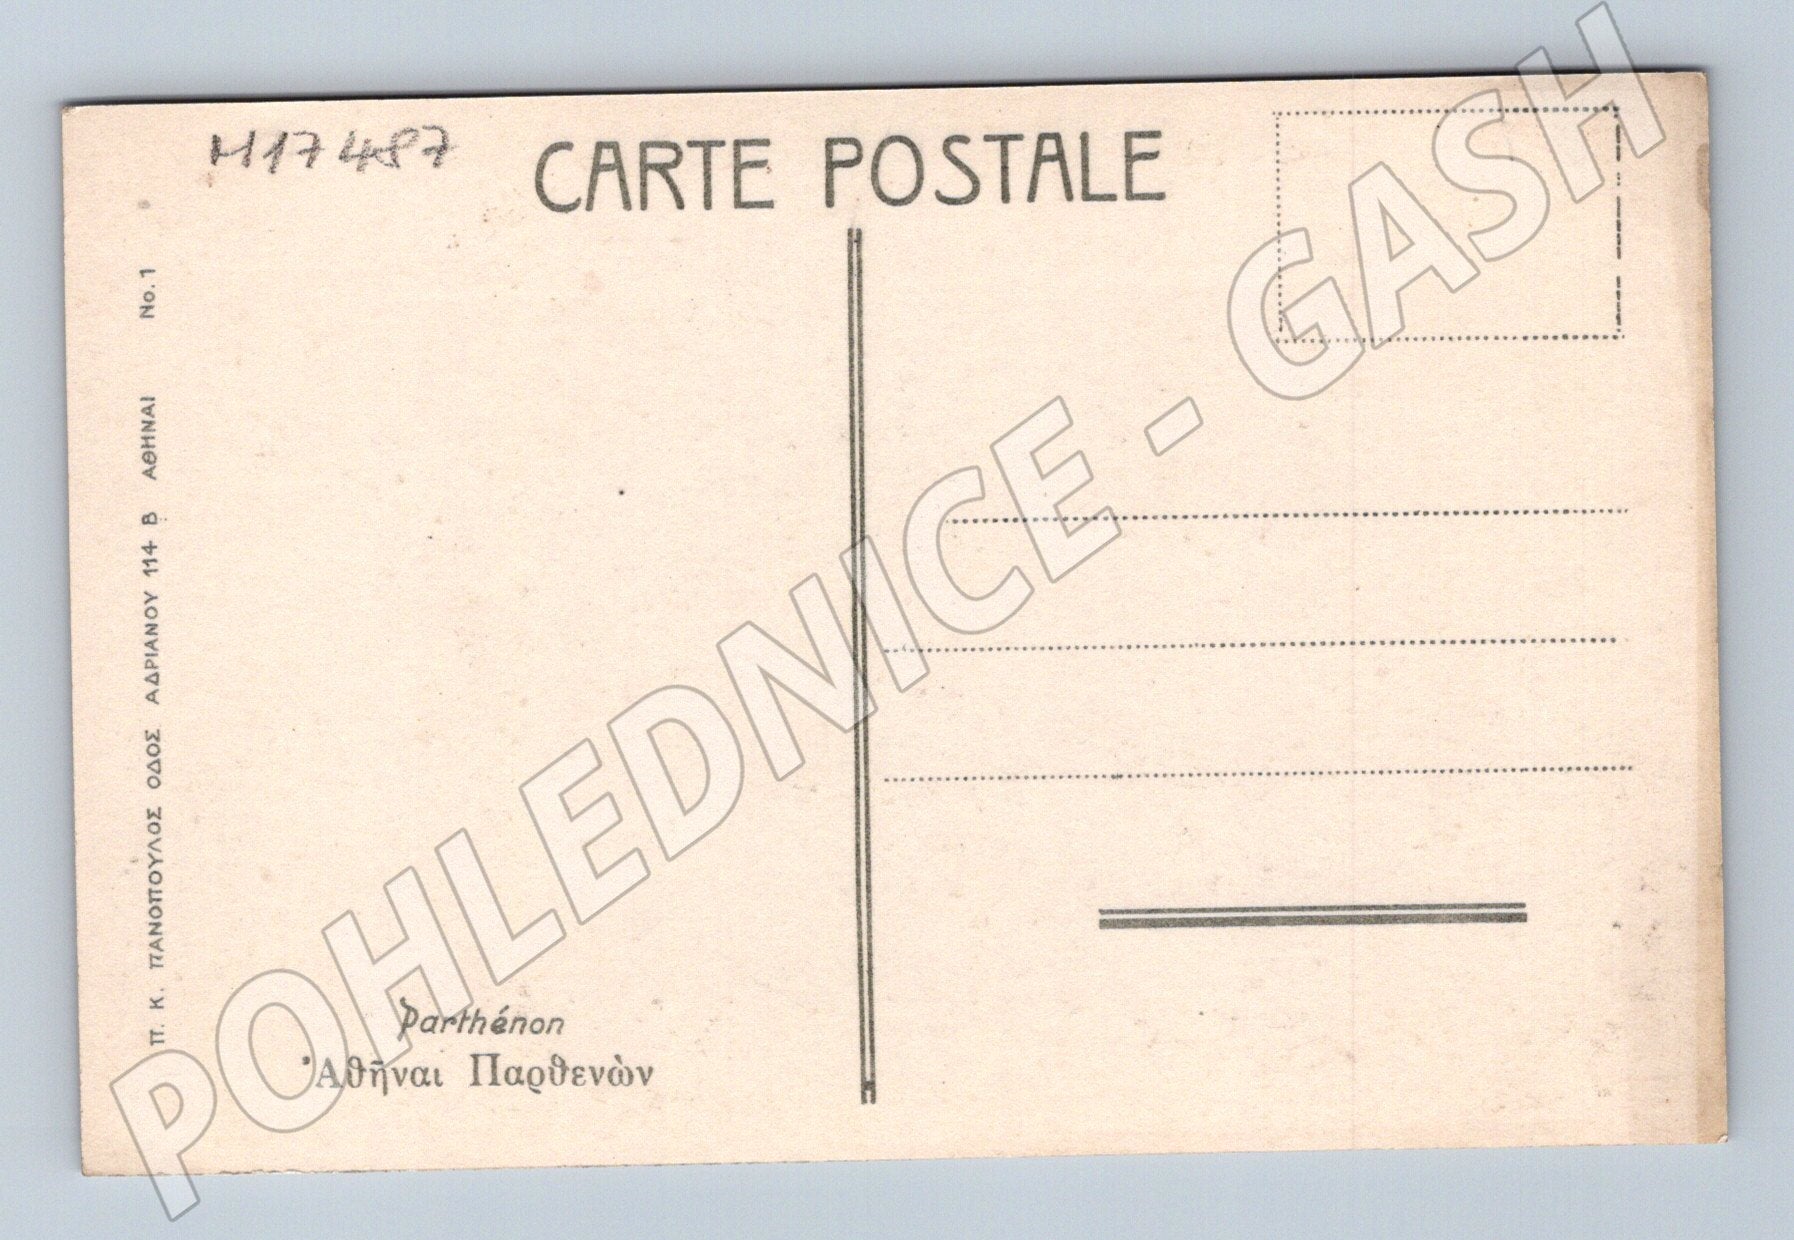 H17487
CARTE POSTALE
Π. Κ. ΠΑΝΟΠΟΥΛΟΣ ΟΔΟΣ ΑΔΡΙΑΝΟΥ 114 Β ΑΘΗΝΑΙ No. 1
Parthénon
Ἀθῆναι Παρθενὼν
POHLEDNICE - GASH